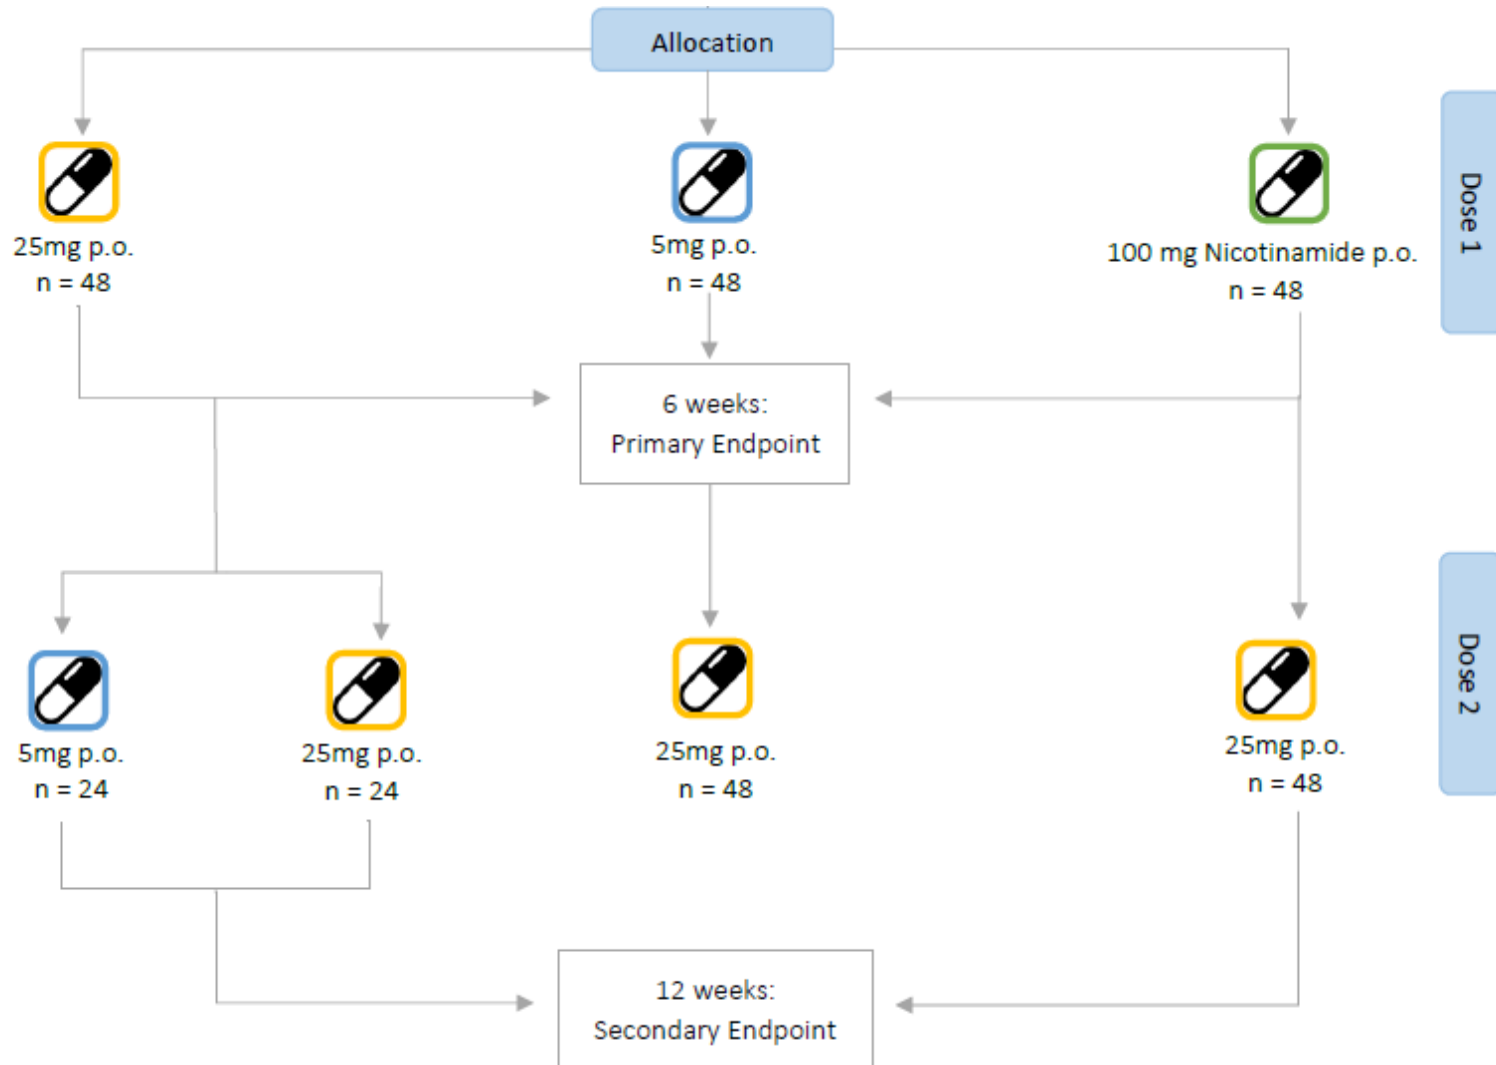 Allocation
25mg p.o.
n = 48
5mg p.o.
n = 48
100 mg Nicotinamide p.o.
n = 48
Dose 1
6 weeks:
Primary Endpoint
5mg p.o.
n = 24
25mg p.o.
n = 24
25mg p.o.
n = 48
25mg p.o.
n = 48
Dose 2
12 weeks:
Secondary Endpoint